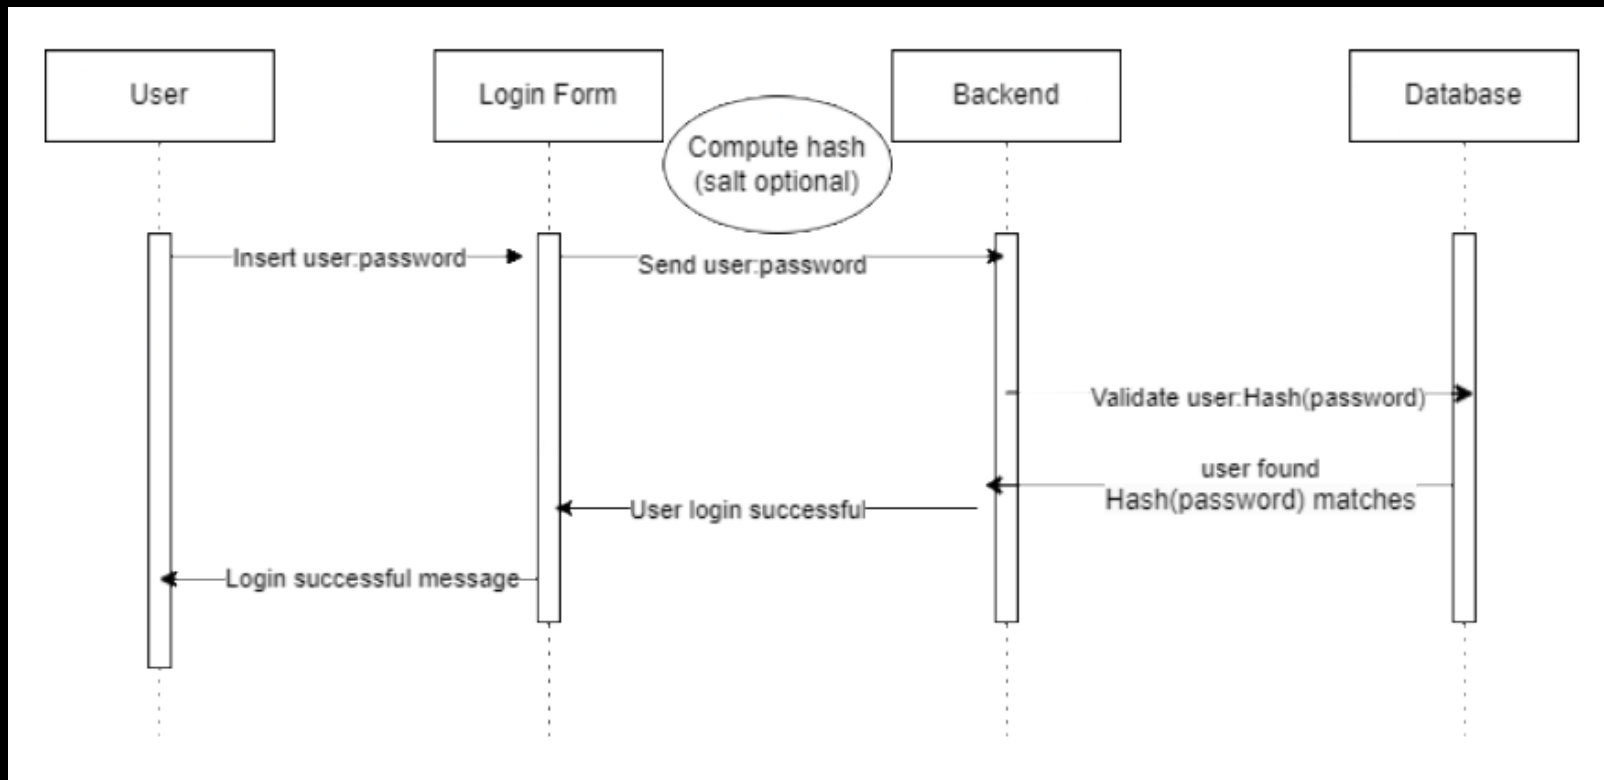 User
Login Form
Backend
Database
Compute hash
(salt optional)
Insert user:password
Send user:password
Validate user:Hash(password)
user found
Hash(password) matches
User login successful
Login successful message